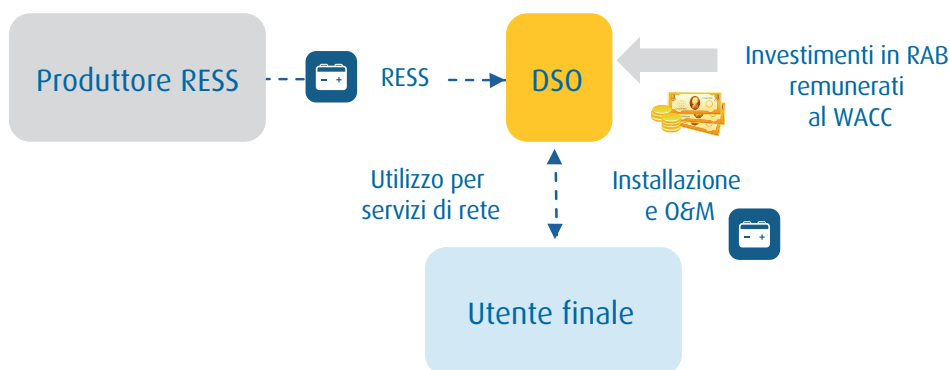 Produttore RESS
RESS
DSO
Investimenti in RAB
remunerati
al WACC
Utilizzo per
servizi di rete
Installazione
e O&M
Utente finale